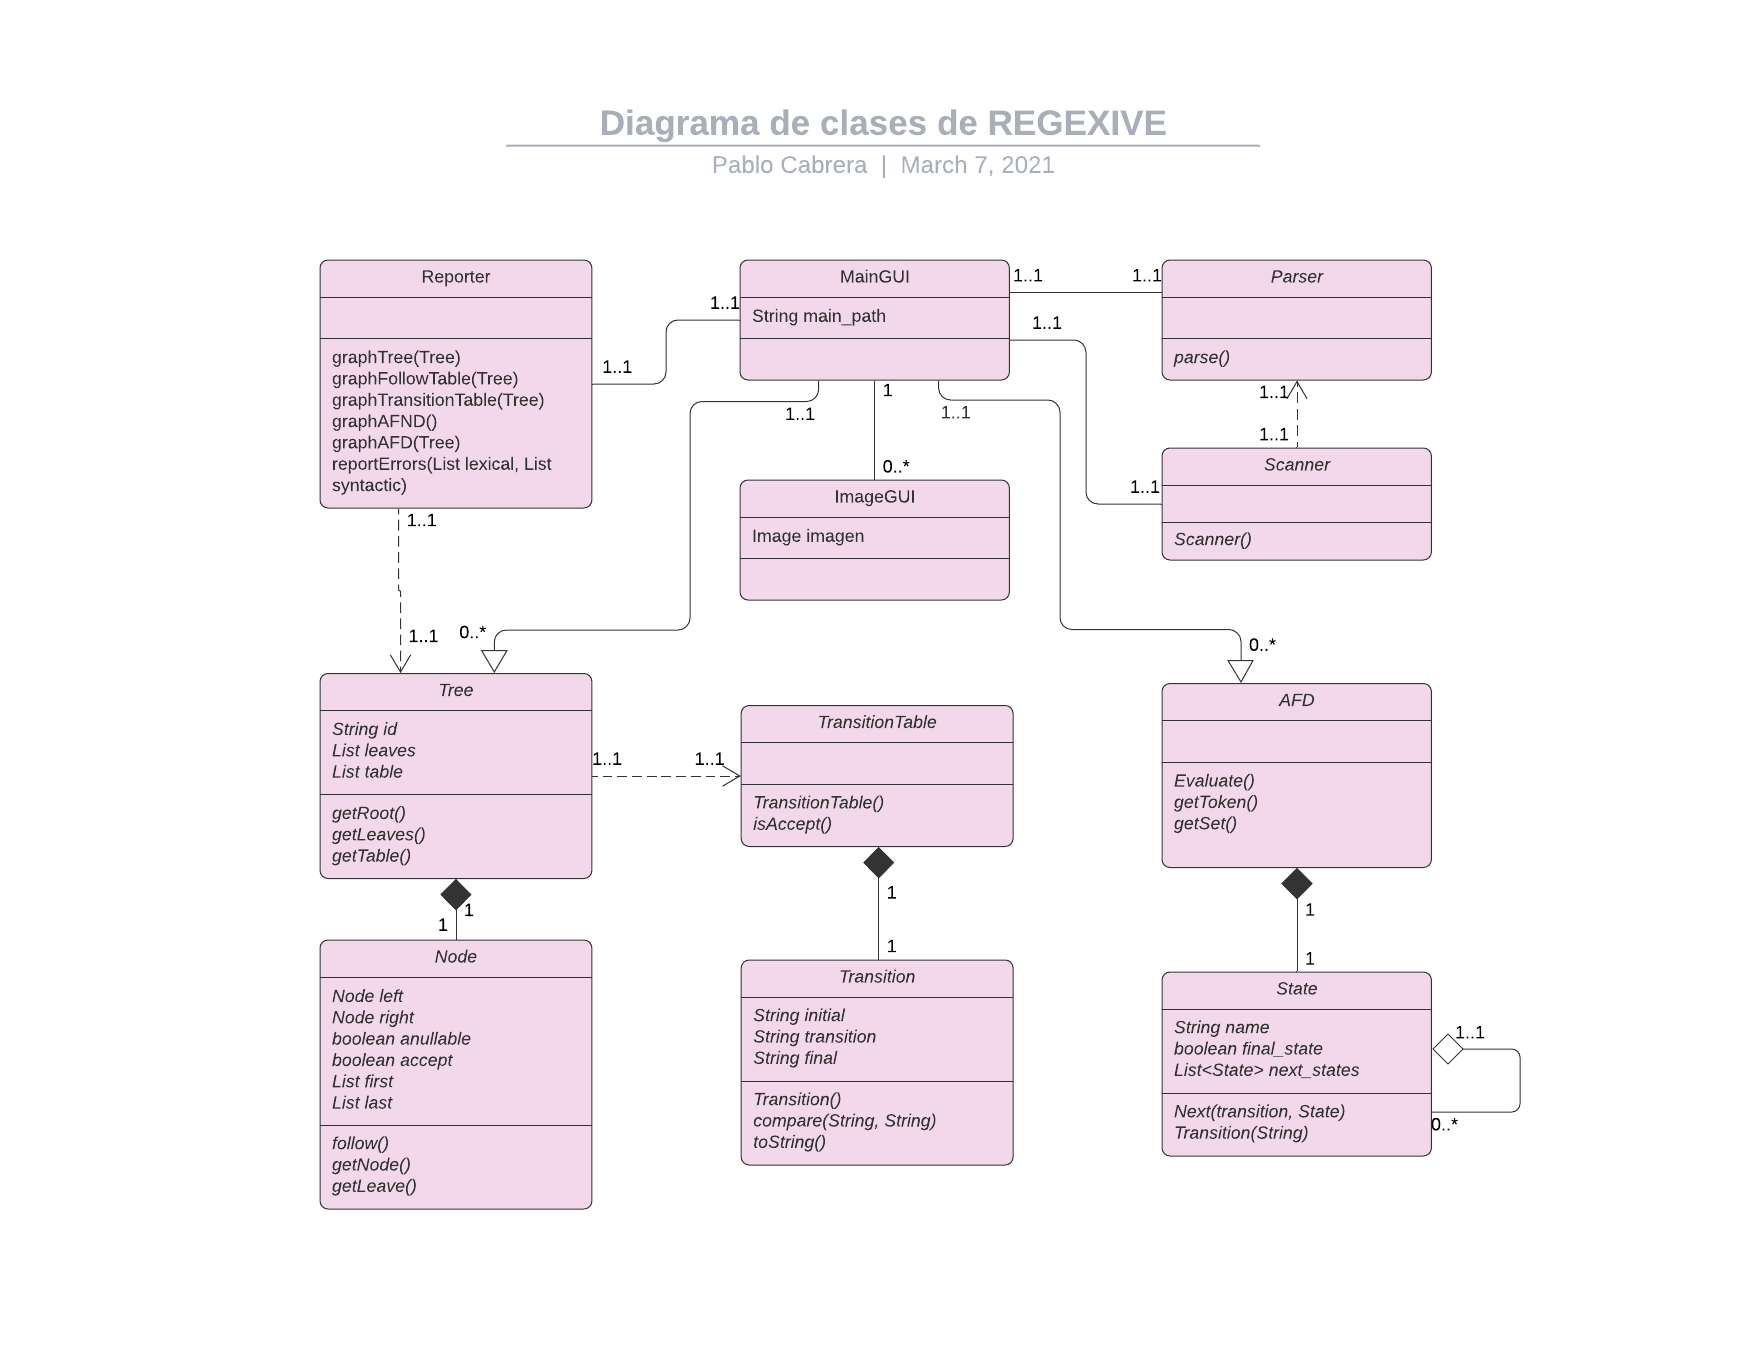 Diagrama de clases de REGEXIVE
Pablo Cabrera | March 7, 2021
Reporter
graphTree(Tree)
graphFollowTable(Tree)
graphTransitionTable(Tree)
graphAFND()
graphAFD(Tree)
reportErrors(List lexical, List
syntactic)
1..1
1..1
MainGUI
String main_path
1..1
1..1
1..1
Parser
parse()
1..1
1..1
1..1
1
1..1
0..*
ImageGUI
Image imagen
1..1
Scanner
Scanner()
1..1
1..1
1..1
0..*
0..*
Tree
String id
List leaves
List table
getRoot()
getLeaves()
getTable()
1..1
1..1
TransitionTable
TransitionTable()
isAccept()
AFD
Evaluate()
getToken()
getSet()
1
1
Node
Node left
Node right
boolean anullable
boolean accept
List first
List last
follow()
getNode()
getLeave()
1
1
Transition
String initial
String transition
String final
Transition()
compare(String, String)
toString()
1
1
State
String name
boolean final_state
List<State> next_states
Next(transition, State)
Transition(String)
1..1
0..*